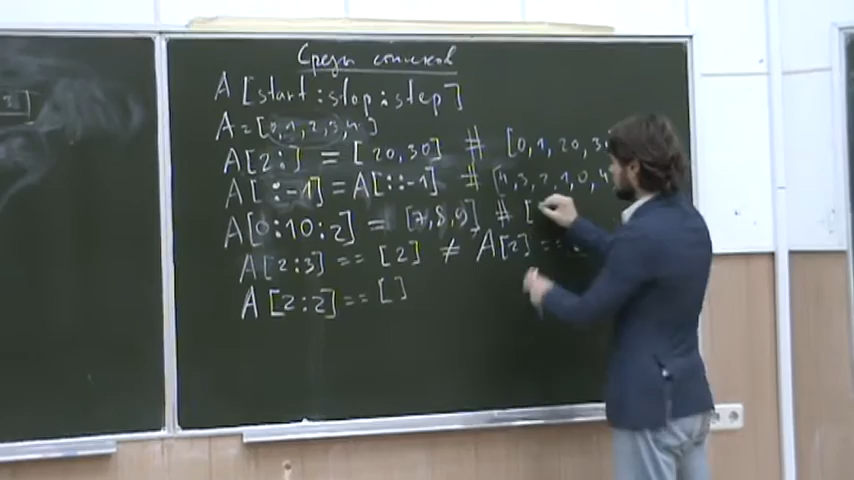 Срезы списков
A[start:stop:step]
A=[0,1,2,3,4]
A[2:] = [20,30] # [0,1,20,3
A[:-1]=A[::-1] # [4,3,2,1,0,4
A[0:10:2] = [7,8,9] # [
A[2:3] == [2] ≠ A[2] ==
A[2:2] == []